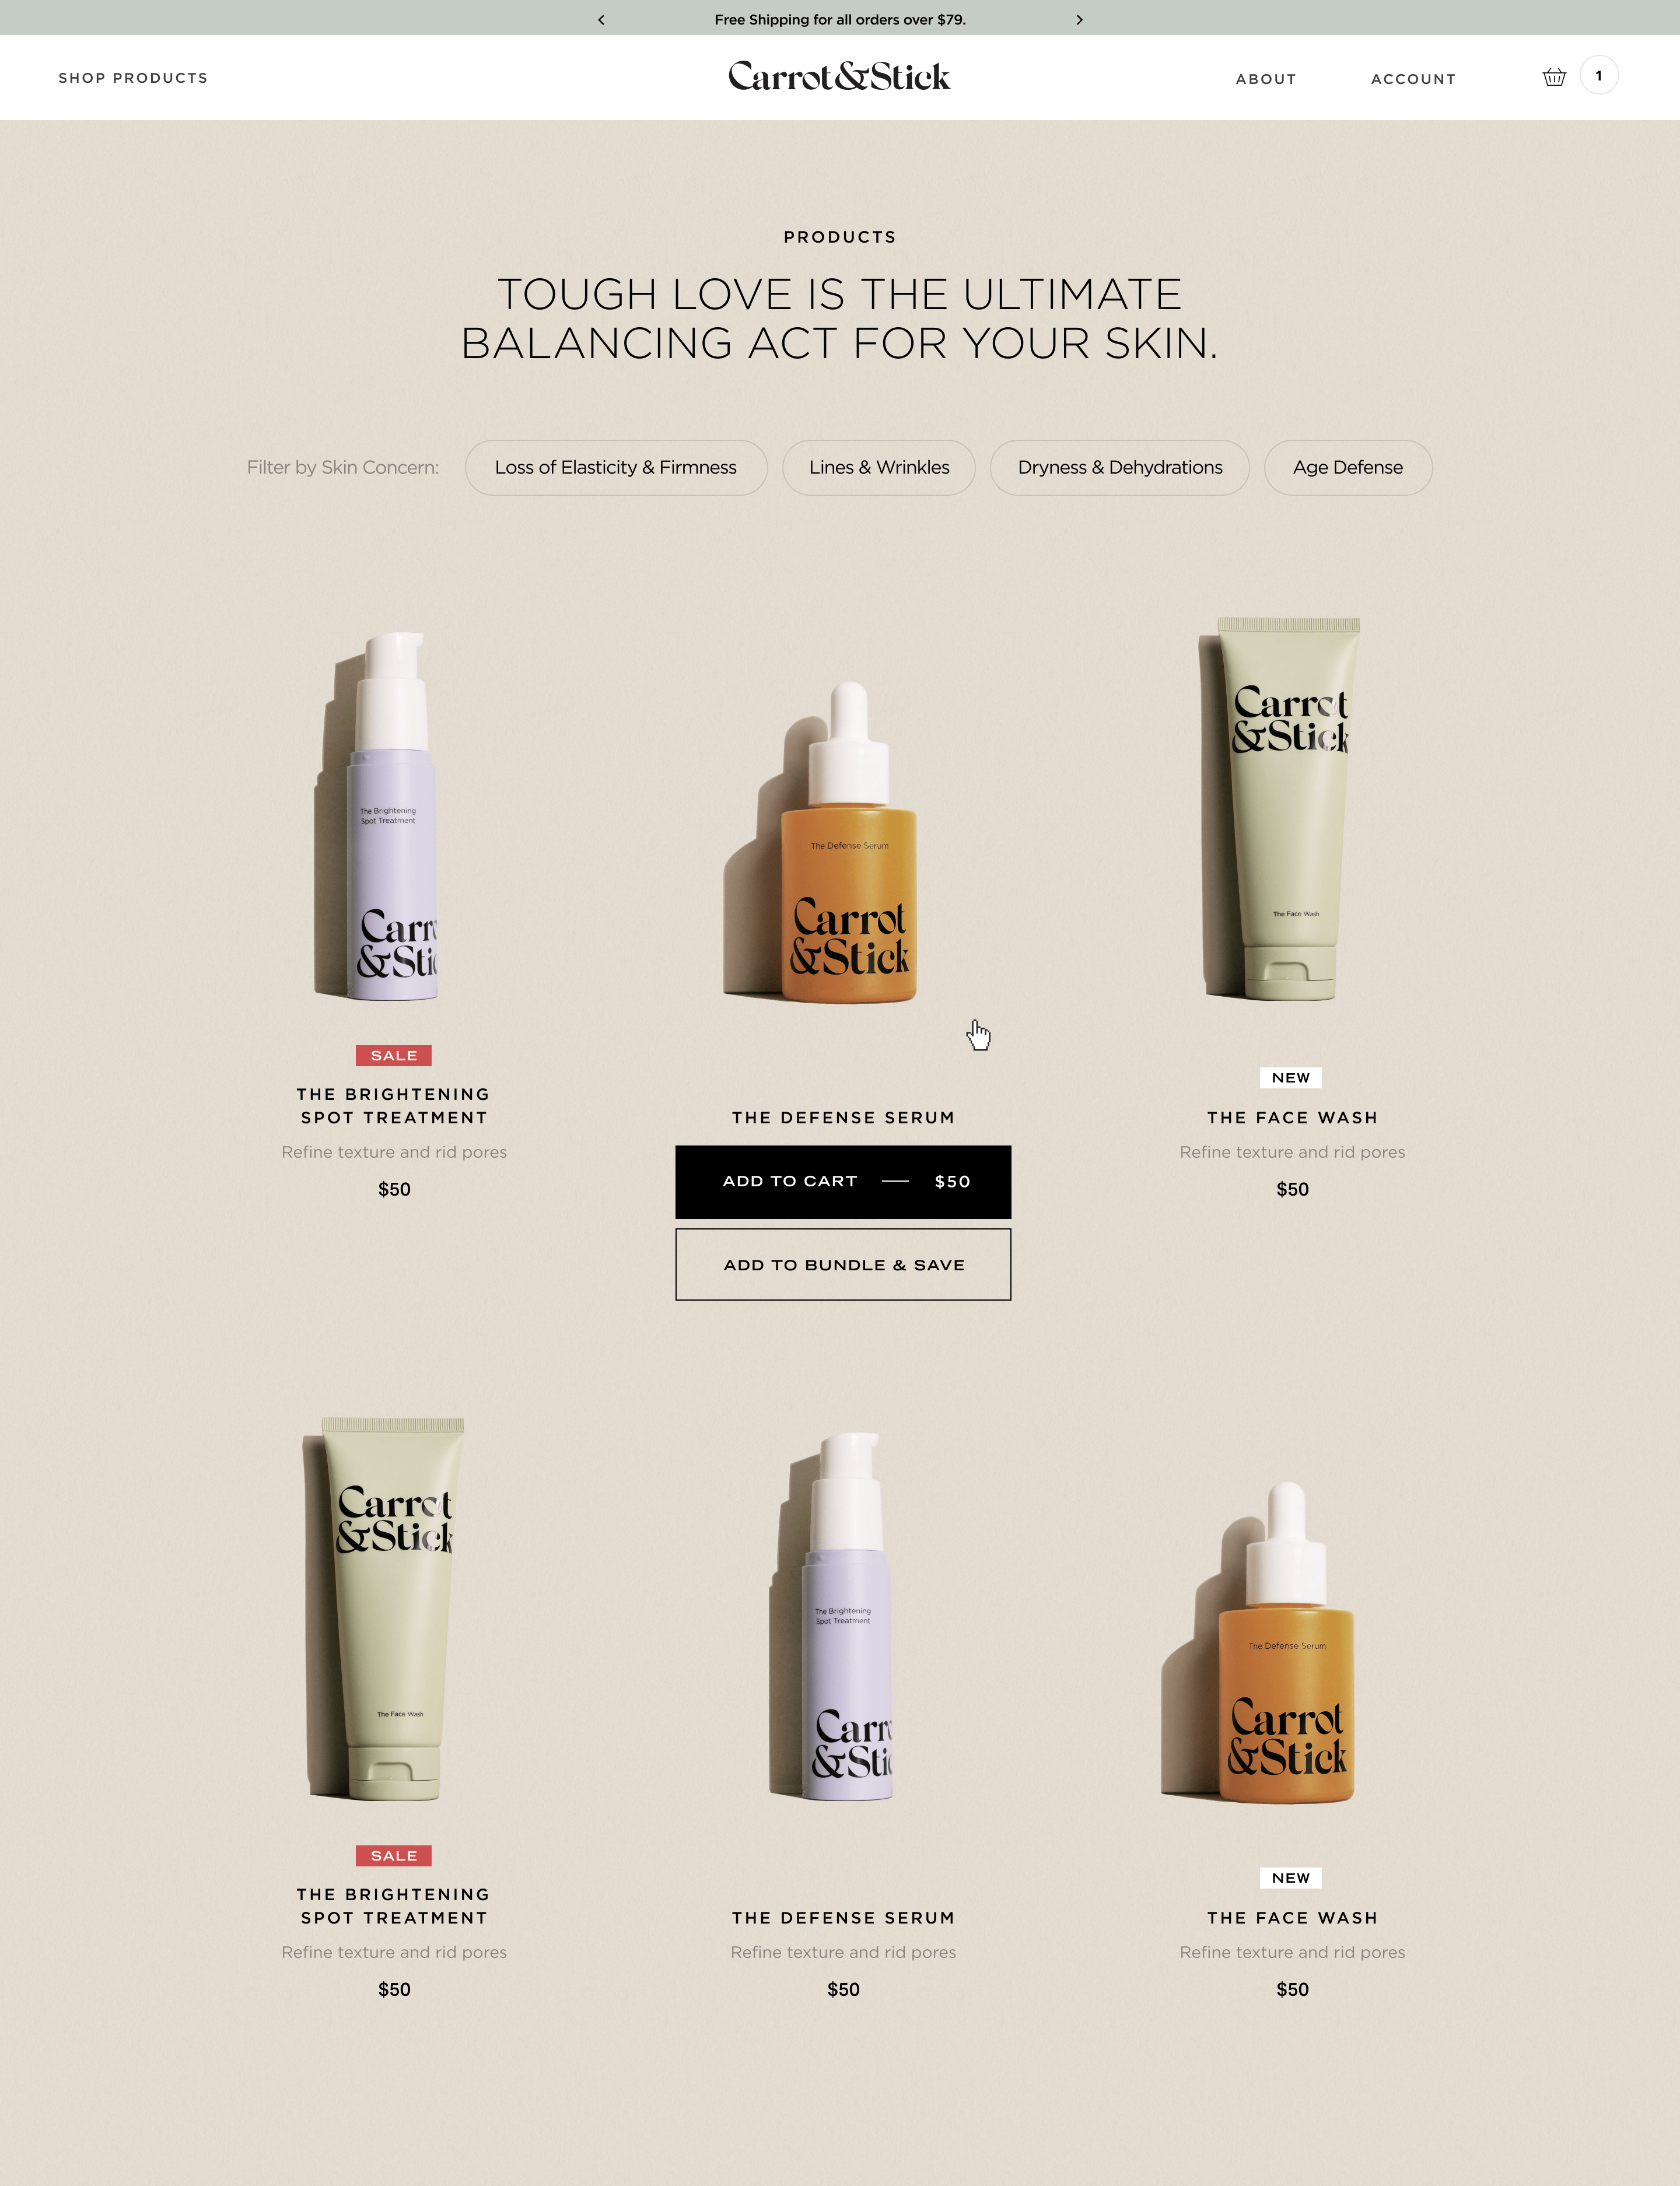 Free Shipping for all orders over $79.
SHOP PRODUCTS
Carrot&Stick
ABOUT
ACCOUNT
1
PRODUCTS
TOUGH LOVE IS THE ULTIMATE
BALANCING ACT FOR YOUR SKIN.
Filter by Skin Concern:
Loss of Elasticity & Firmness
Lines & Wrinkles
Dryness & Dehydrations
Age Defense
The Brightening
Spot Treatment
Carro
&Stic
SALE
THE BRIGHTENING
SPOT TREATMENT
Refine texture and rid pores
$50
The Defense Serum
Carrot
&Stick
THE DEFENSE SERUM
ADD TO CART — $50
ADD TO BUNDLE & SAVE
Carrot
&Stick
The Face Wash
NEW
THE FACE WASH
Refine texture and rid pores
$50
Carrot
&Stick
The Face Wash
SALE
THE BRIGHTENING
SPOT TREATMENT
Refine texture and rid pores
$50
The Brightening
Spot Treatment
Carro
&Stic
THE DEFENSE SERUM
Refine texture and rid pores
$50
The Defense Serum
Carrot
&Stick
NEW
THE FACE WASH
Refine texture and rid pores
$50